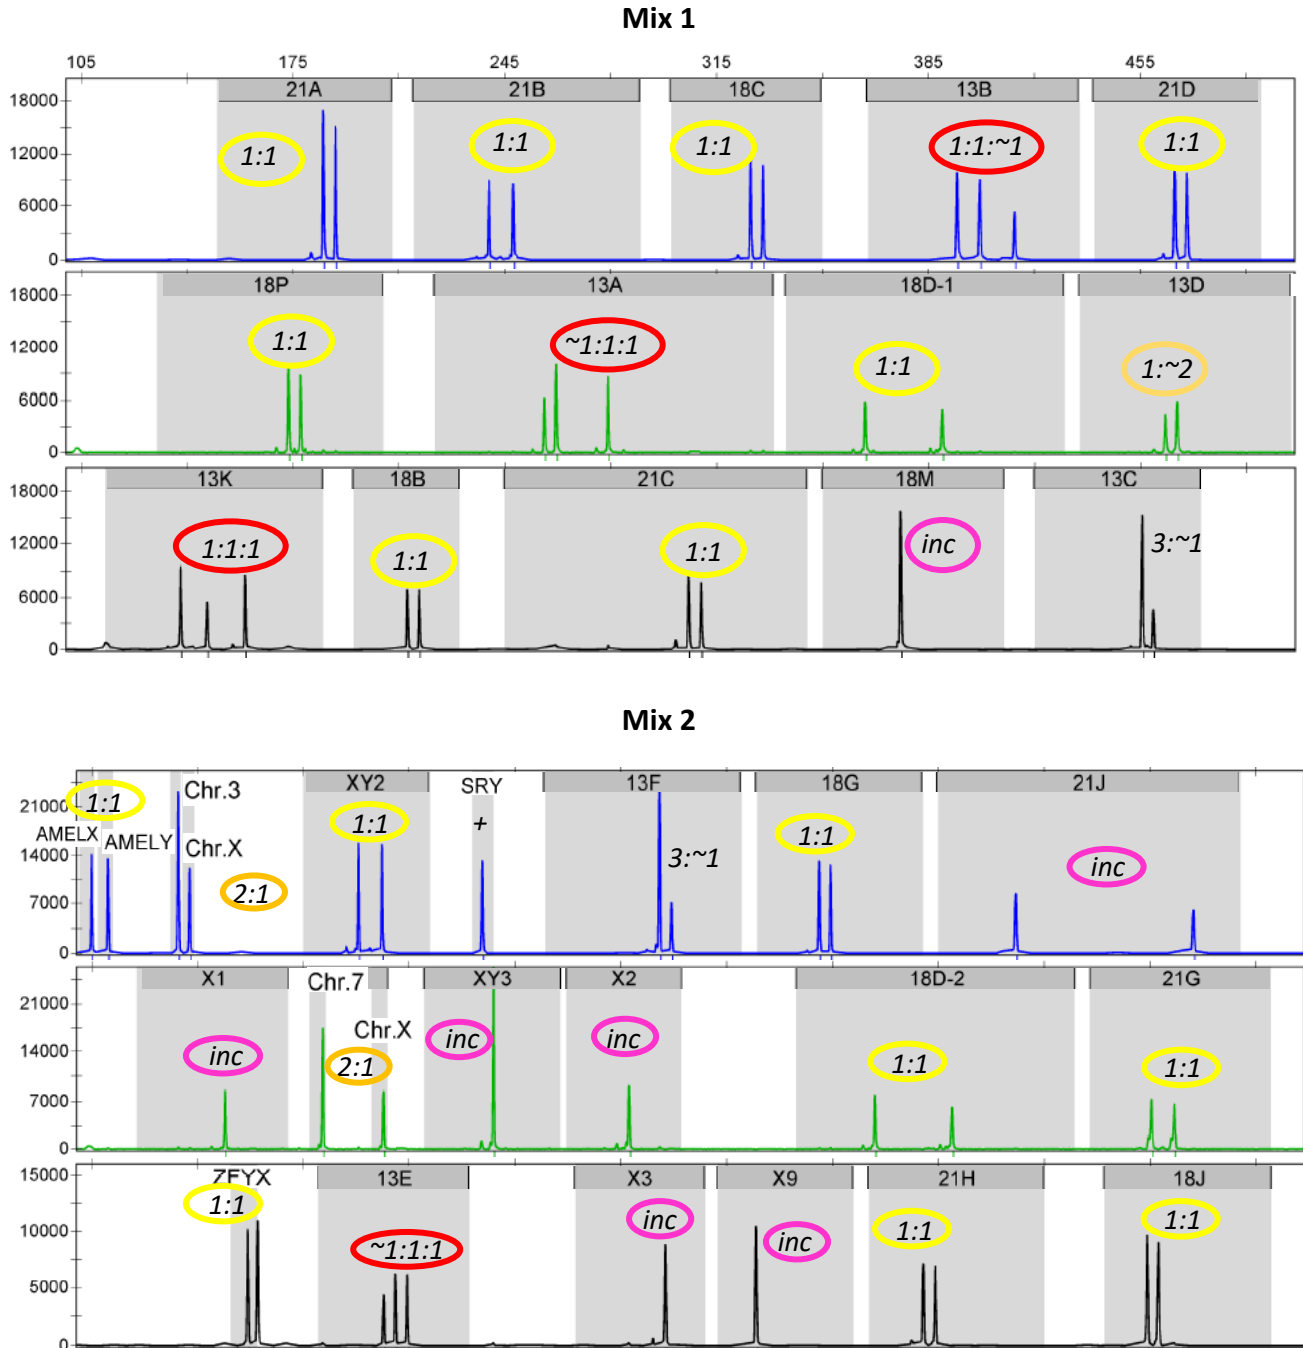 Mix 1
105 175 245 315 385 455
21A 21B 18C 13B 21D
18000
12000
6000
0
1:1 1:1 1:1 1:1:~1 1:1
18P 13A 18D-1 13D
18000
12000
6000
0
1:1 ~1:1:1 1:1 1:~2
13K 18B 21C 18M 13C
18000
12000
6000
0
1:1:1 1:1 1:1 inc 3:~1
Mix 2
XY2 SRY 13F 18G 21J
21000
14000
7000
0
1:1 Chr.3 1:1 + 1:1
AMELX AMELY Chr.X 3:~1 inc
2:1
X1 Chr.7 XY3 X2 18D-2 21G
21000
14000
7000
0
Chr.X
inc 2:1 inc inc 1:1 1:1
ZFYX 13E X3 X9 21H 18J
15000
10000
5000
0
1:1 ~1:1:1 inc inc 1:1 1:1